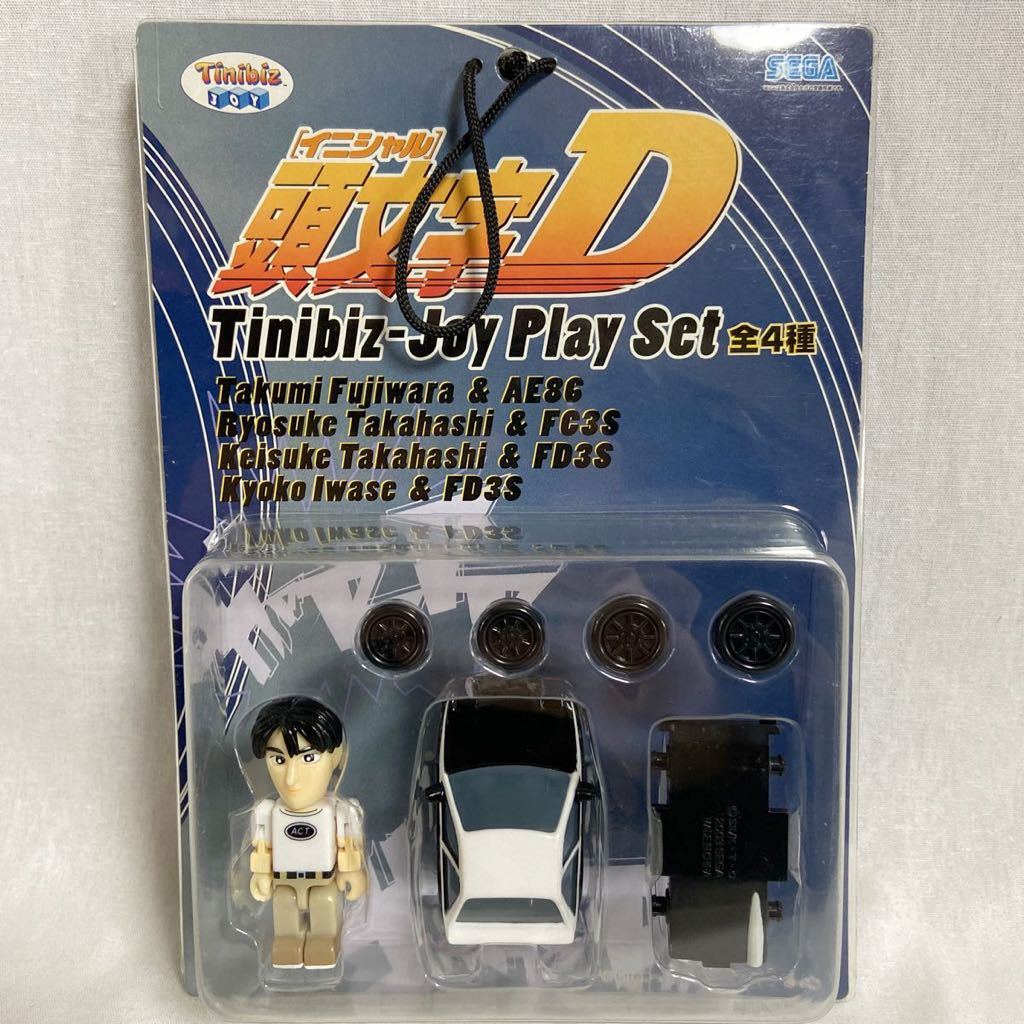 Tinibiz
JOY
SEGA
[イニシャル]
頭文字D
Tinibiz-Joy Play Set 全4種
Takumi Fujiwara & AE86
Ryosuke Takahashi & FC3S
Keisuke Takahashi & FD3S
Kyoko Iwase & FD3S
ACT